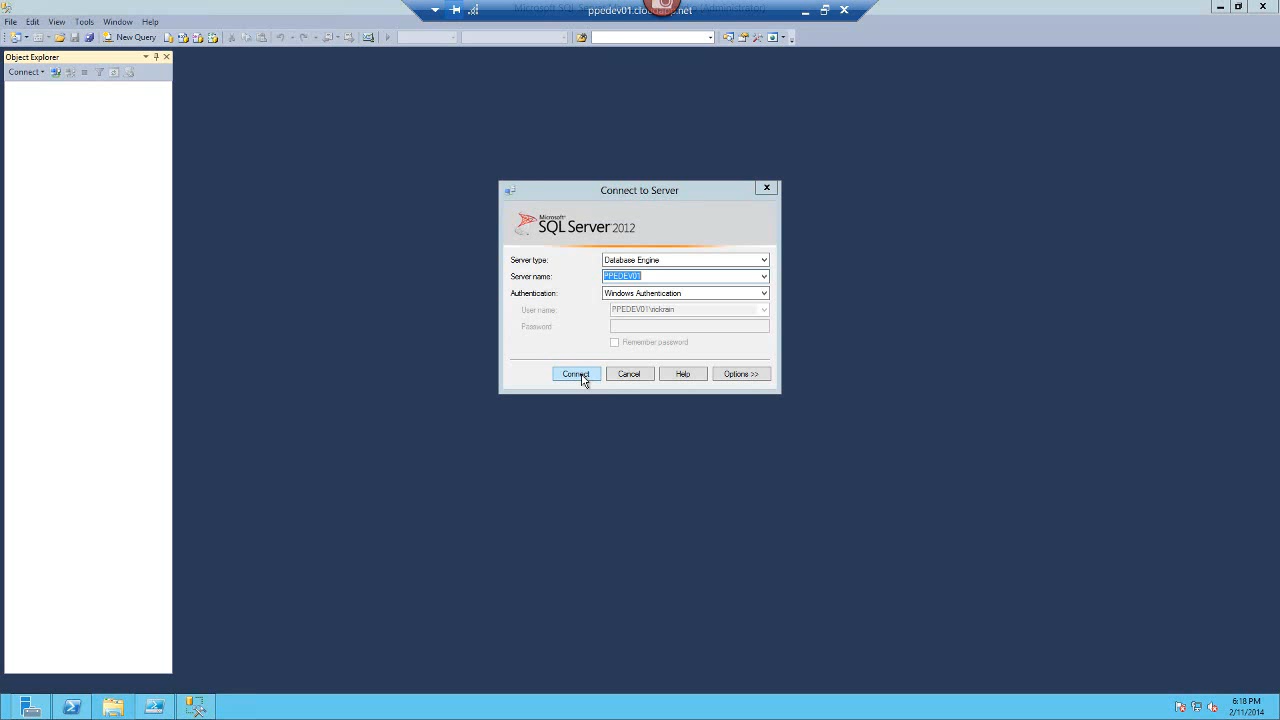 ppedev01.cloudapp.net
File Edit View Tools Window Help
New Query
Object Explorer
Connect
Connect to Server
Microsoft
SQL Server 2012
Server type: Database Engine
Server name: PPEDEV01
Authentication: Windows Authentication
User name: PPEDEV01\rickrain
Password:
Remember password
Connect Cancel Help Options >>
6:18 PM
2/11/2014